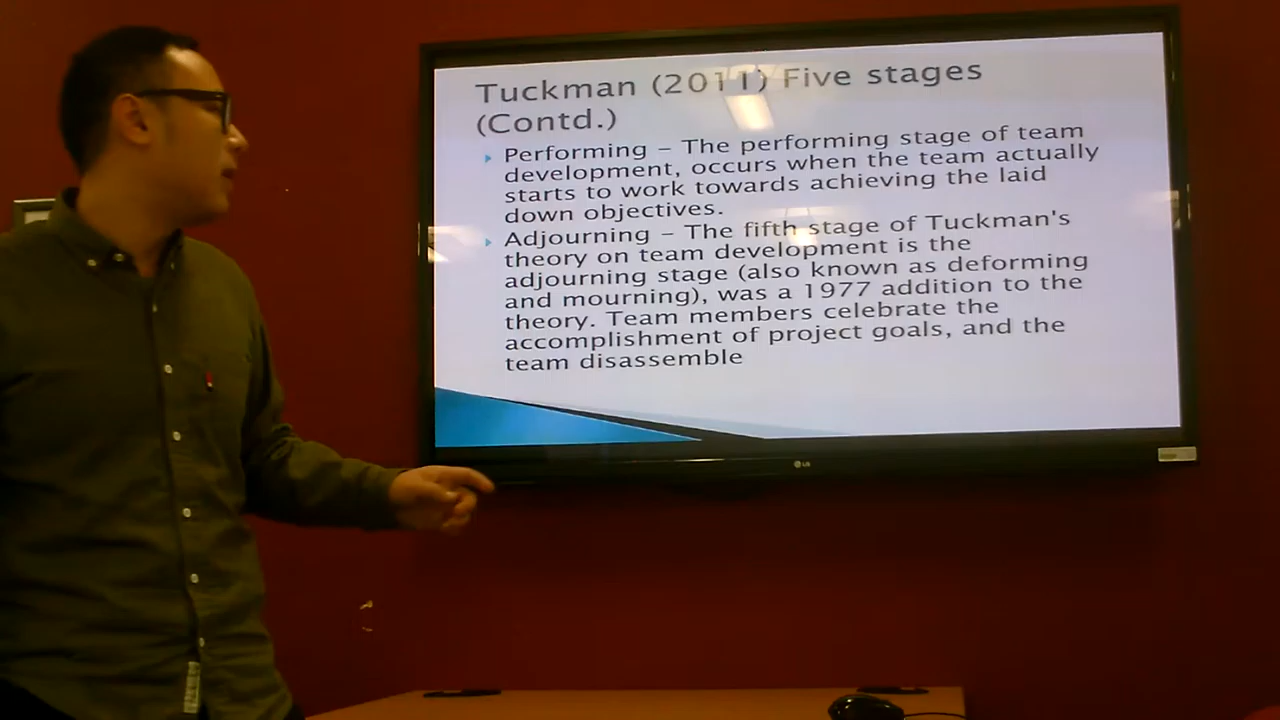 Tuckman (2011) Five stages
(Contd.)
Performing – The performing stage of team
development, occurs when the team actually
starts to work towards achieving the laid
down objectives.
Adjourning – The fifth stage of Tuckman's
theory on team development is the
adjourning stage (also known as deforming
and mourning), was a 1977 addition to the
theory. Team members celebrate the
accomplishment of project goals, and the
team disassemble
LG